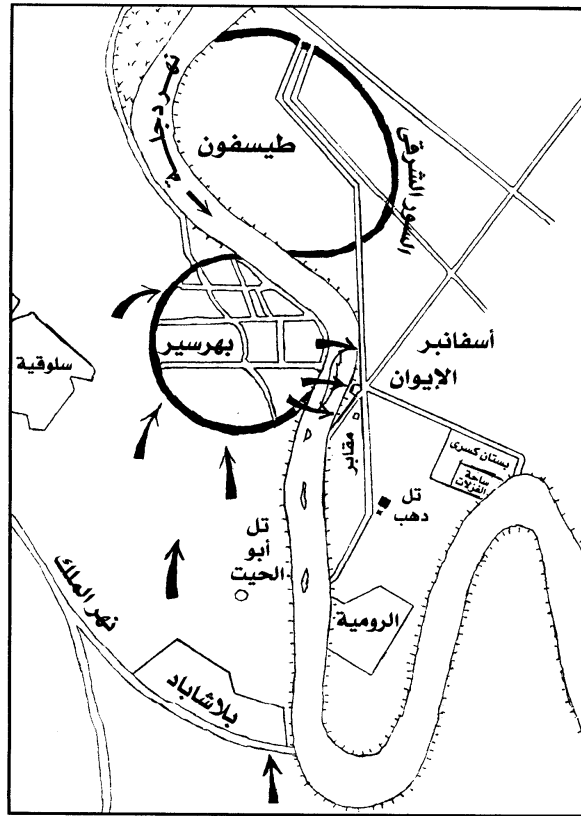 نهر دجلة
طيسفون
السور الشرقي
أسفانبر
الإيوان
بهرسير
سلوقية
مقابر
بستان كسرى
ساحة
الغزلات
تل
دهب
تل
أبو
الحيت
الرومية
نهر الملك
بلاشاباد